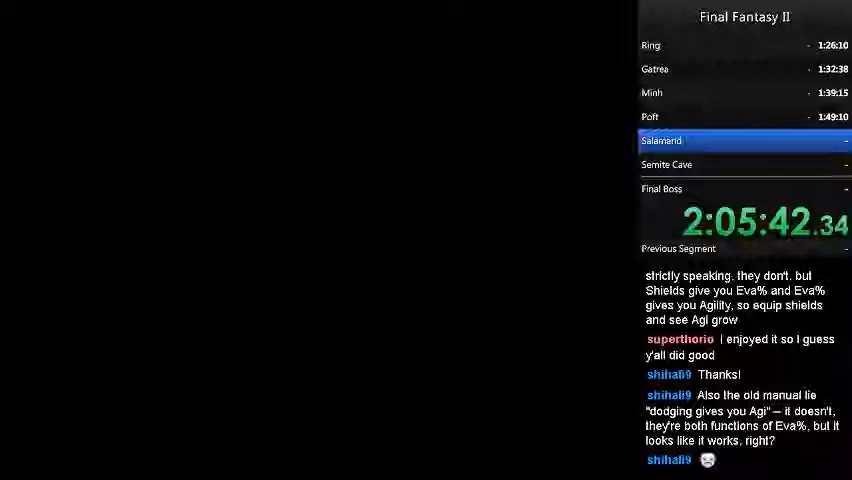 Final Fantasy II
Ring - 1:26:10
Gatrea - 1:32:38
Minh - 1:39:15
Poft - 1:49:10
Salamand -
Semite Cave -
Final Boss -
2:05:42.34
Previous Segment -
strictly speaking, they don't. but
Shields give you Eva% and Eva%
gives you Agility, so equip shields
and see Agi grow
superthorio I enjoyed it so I guess
y'all did good
shihali9 Thanks!
shihali9 Also the old manual lie
"dodging gives you Agi" – it doesn't,
they're both functions of Eva%, but it
looks like it works, right?
shihali9